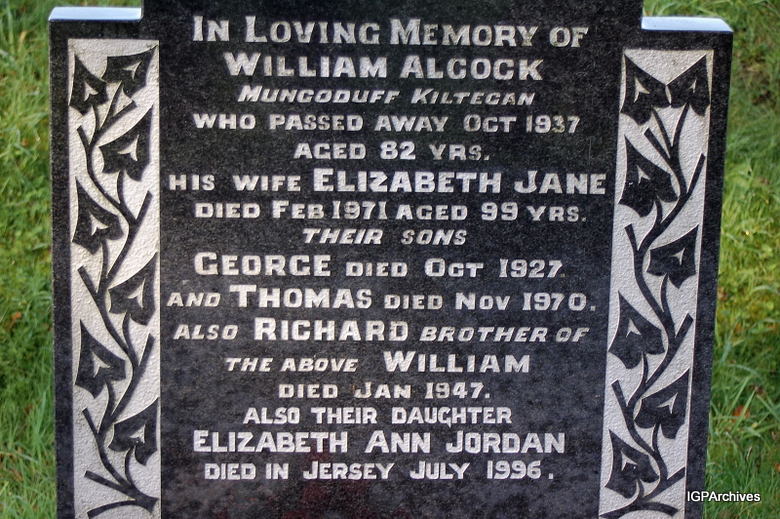 In Loving Memory of
William Alcock
Mungoduff Kiltegan
who passed away Oct 1937
aged 82 yrs.
his wife Elizabeth Jane
died Feb 1971 aged 99 yrs.
their sons
George died Oct 1927.
and Thomas died Nov 1970.
also Richard brother of
the above William
died Jan 1947.
also their daughter
Elizabeth Ann Jordan
died in Jersey July 1996.
IGPArchives